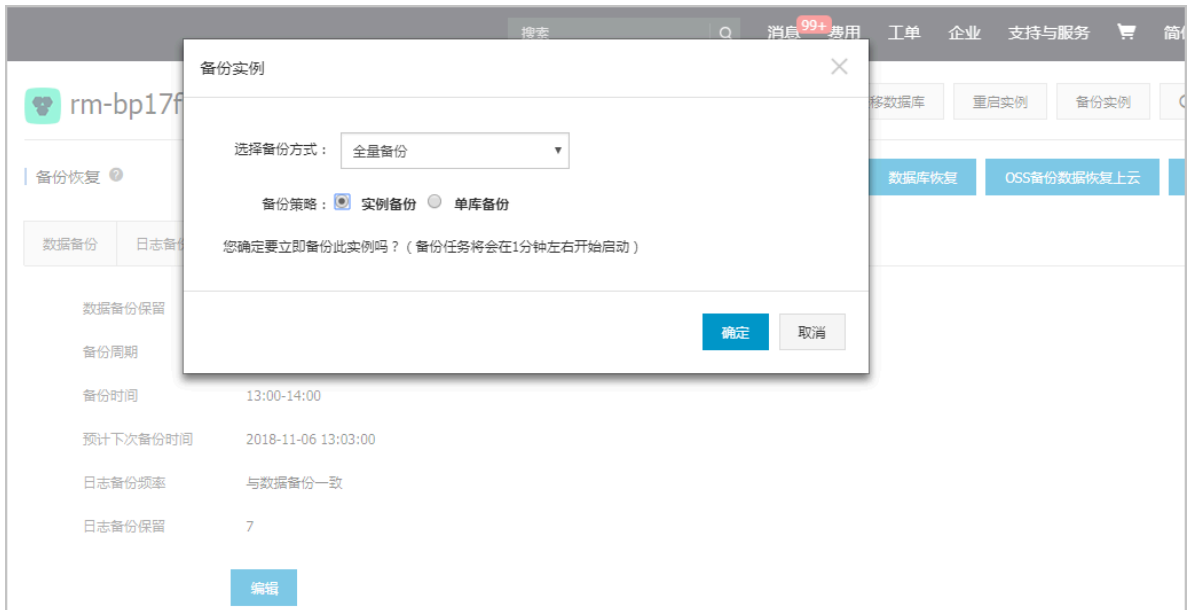 搜索
消息 99+ 费用 工单 企业 支持与服务
备份实例
rm-bp17f
移数据库 重启实例 备份实例
选择备份方式： 全量备份
备份恢复
数据库恢复 OSS备份数据恢复上云
备份策略： 实例备份 单库备份
您确定要立即备份此实例吗？（备份任务将会在1分钟左右开始启动）
数据备份 日志备
数据备份保留
确定 取消
备份周期
备份时间 13:00-14:00
预计下次备份时间 2018-11-06 13:03:00
日志备份频率 与数据备份一致
日志备份保留 7
编辑